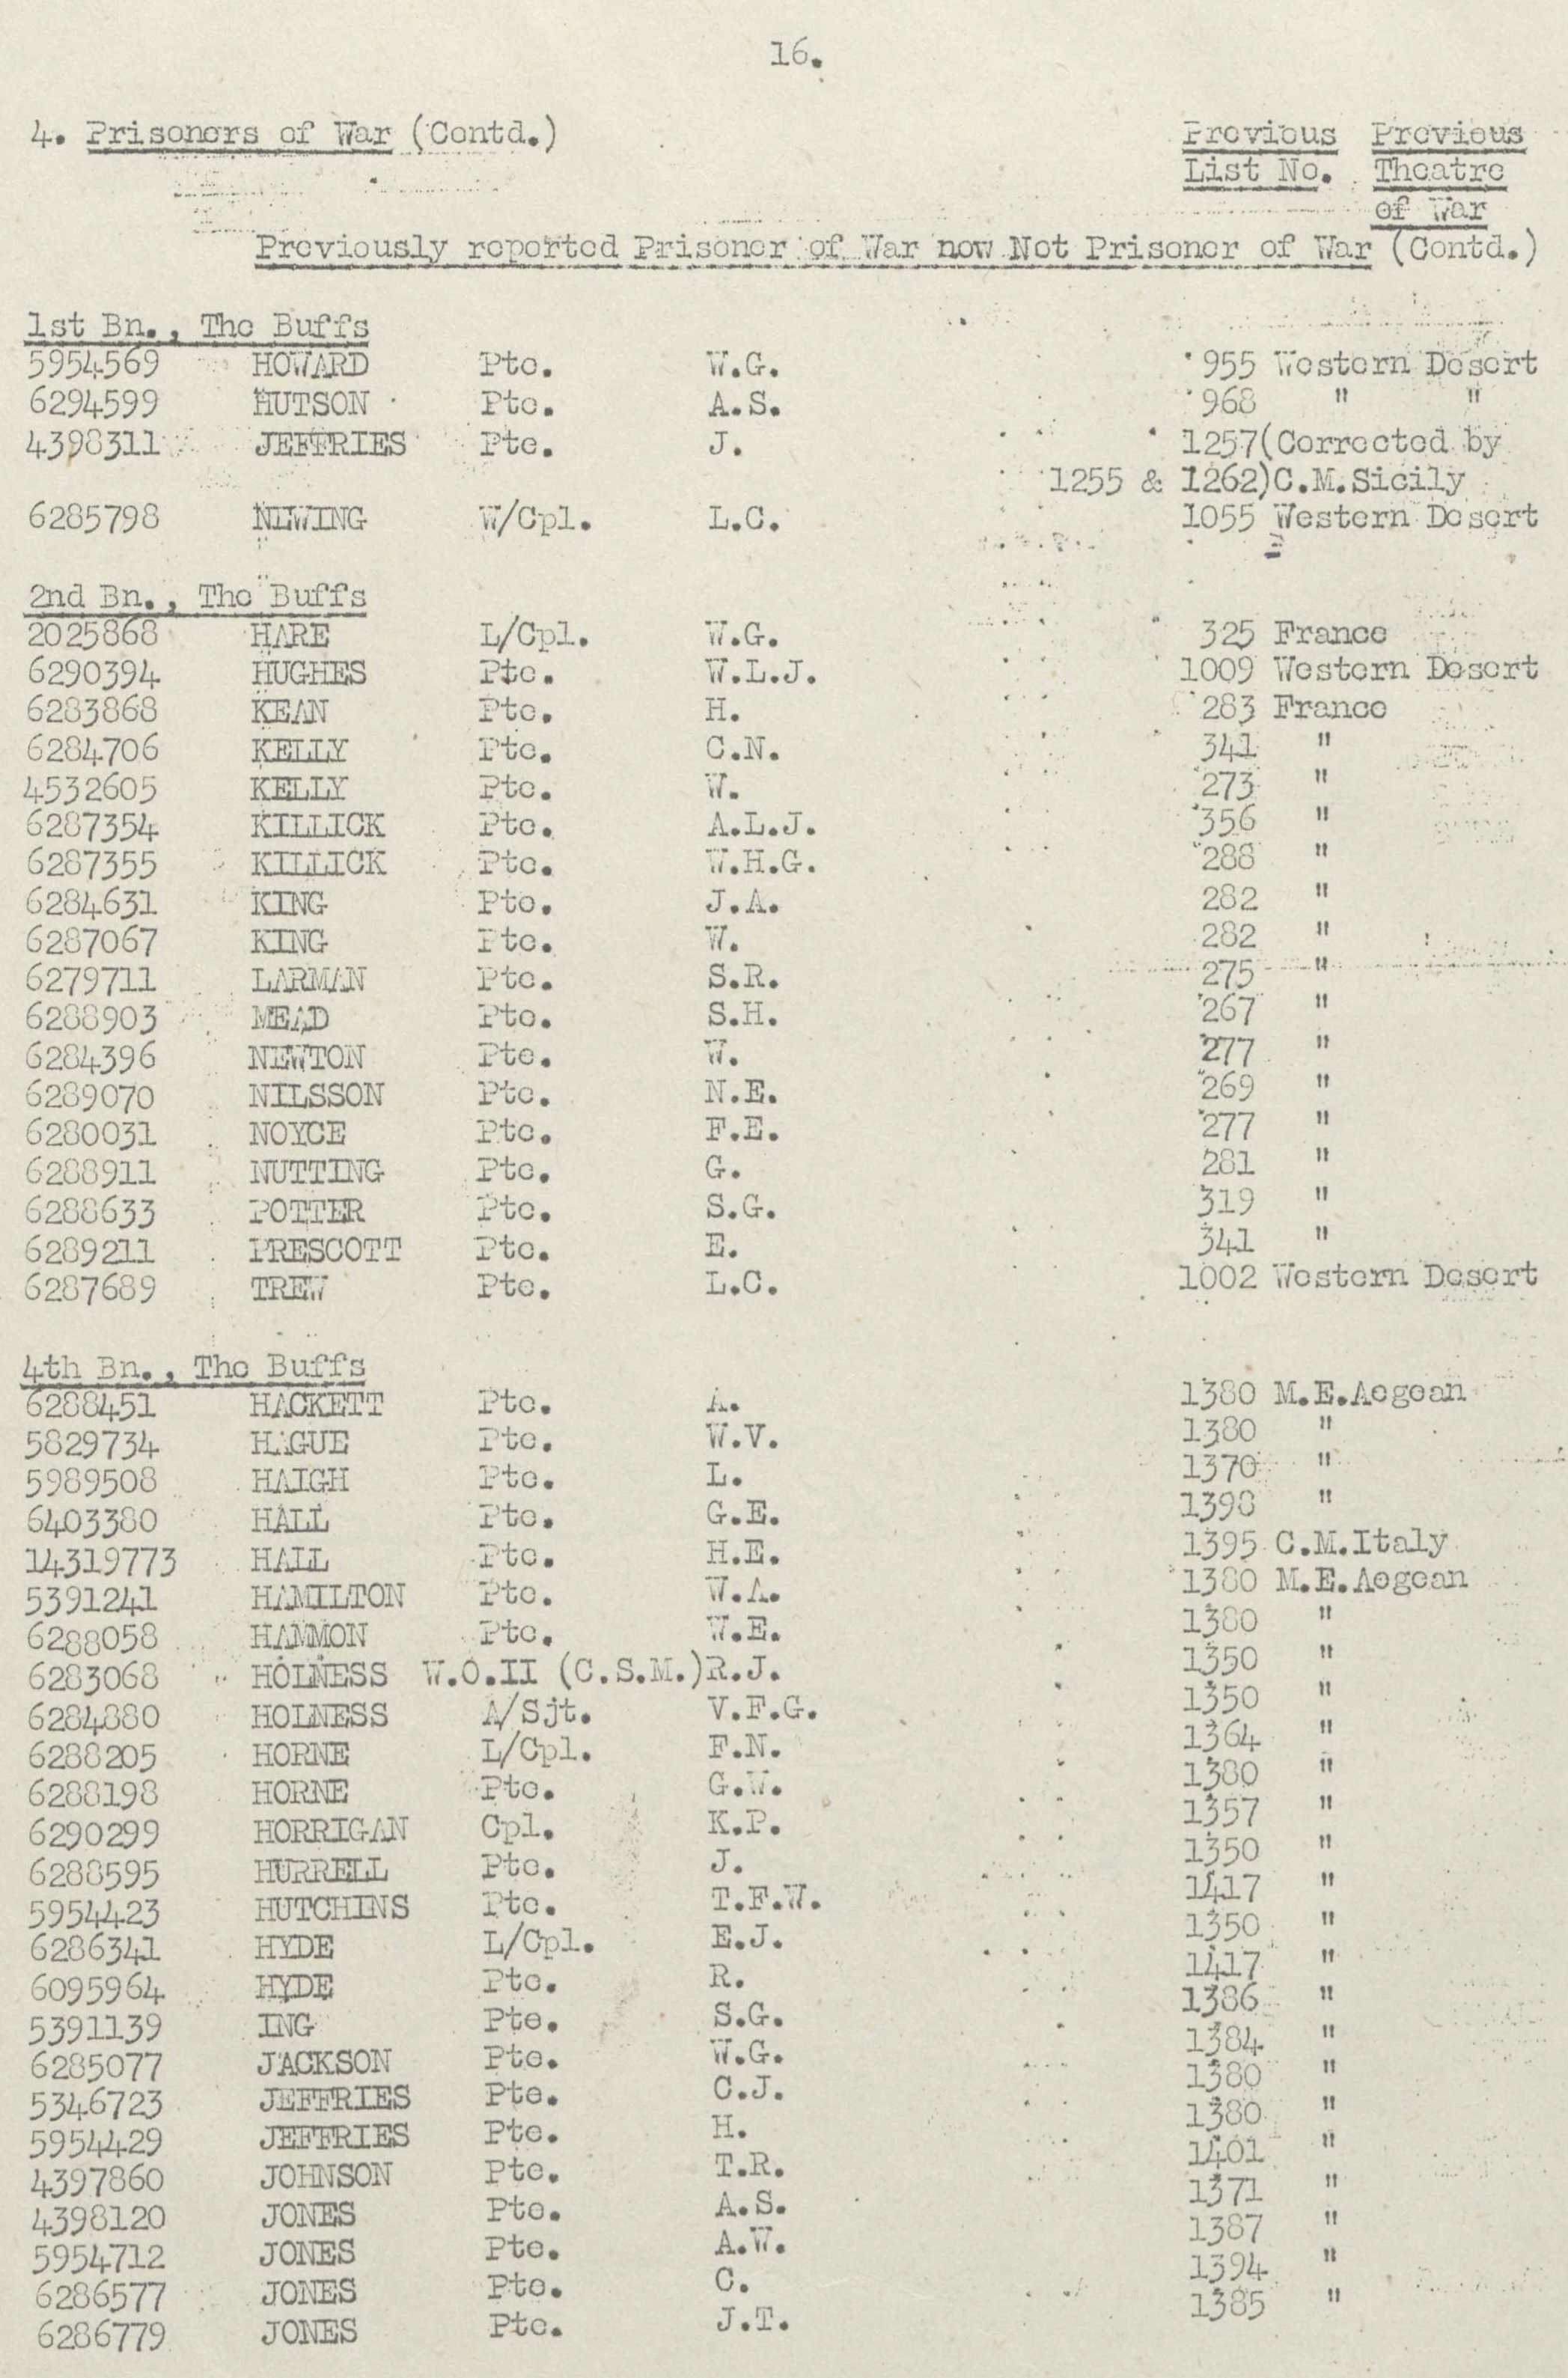 16.
4. Prisoners of War (Contd.)
Previous Previous
List No. Theatre
of War
Previously reported Prisoner of War now Not Prisoner of War (Contd.)
1st Bn., The Buffs
5954569 HOWARD Pte. W.G. 955 Western Desert
6294599 HUTSON Pte. A.S. 968 " "
4398311 JEFFRIES Pte. J. 1257(Corrected by
1255 & 1262)C.M.Sicily
6285798 NEWING W/Cpl. L.C. 1055 Western Desert
2nd Bn., The Buffs
2025868 HARE L/Cpl. W.G. 325 France
6290394 HUGHES Pte. W.L.J. 1009 Western Desert
6283868 KEAN Pte. H. 283 France
6284706 KELLY Pte. C.N. 341 "
4532605 KELLY Pte. W. 273 "
6287354 KILLICK Pte. A.L.J. 356 "
6287355 KILLICK Pte. W.H.G. 288 "
6284631 KING Pte. J.A. 282 "
6287067 KING Pte. W. 282 "
6279711 LARMAN Pte. S.R. 275 "
6288903 MEAD Pte. S.H. 267 "
6284396 NEWTON Pte. W. 277 "
6289070 NILSSON Pte. N.E. 269 "
6280031 NOYCE Pte. F.E. 277 "
6288911 NUTTING Pte. G. 281 "
6288633 POTTER Pte. S.G. 319 "
6289211 PRESCOTT Pte. E. 341 "
6287689 TREW Pte. L.C. 1002 Western Desert
4th Bn., The Buffs
6288451 HACKETT Pte. A. 1380 M.E.Aegean
5829734 HAGUE Pte. W.V. 1380 "
5989508 HAIGH Pte. L. 1370 "
6403380 HALL Pte. G.E. 1398 "
14319773 HALL Pte. H.E. 1395 C.M.Italy
5391241 HAMILTON Pte. W.A. 1380 M.E.Aegean
6288058 HAMMON Pte. W.E. 1380 "
6283068 HOLNESS W.O.II (C.S.M.)R.J. 1350 "
6284880 HOLNESS A/Sjt. V.F.G. 1350 "
6288205 HORNE L/Cpl. F.N. 1364 "
6288198 HORNE Pte. G.W. 1380 "
6290299 HORRIGAN Cpl. K.P. 1357 "
6288595 HURRELL Pte. J. 1350 "
5954423 HUTCHINS Pte. T.F.W. 1417 "
6286341 HYDE L/Cpl. E.J. 1350 "
6095964 HYDE Pte. R. 1417 "
5391139 ING Pte. S.G. 1386 "
6285077 JACKSON Pte. W.G. 1384 "
5346723 JEFFRIES Pte. C.J. 1380 "
5954429 JEFFRIES Pte. H. 1380 "
4397860 JOHNSON Pte. T.R. 1401 "
4398120 JONES Pte. A.S. 1371 "
5954712 JONES Pte. A.W. 1387 "
6286577 JONES Pte. C. 1394 "
6286779 JONES Pte. J.T. 1385 "